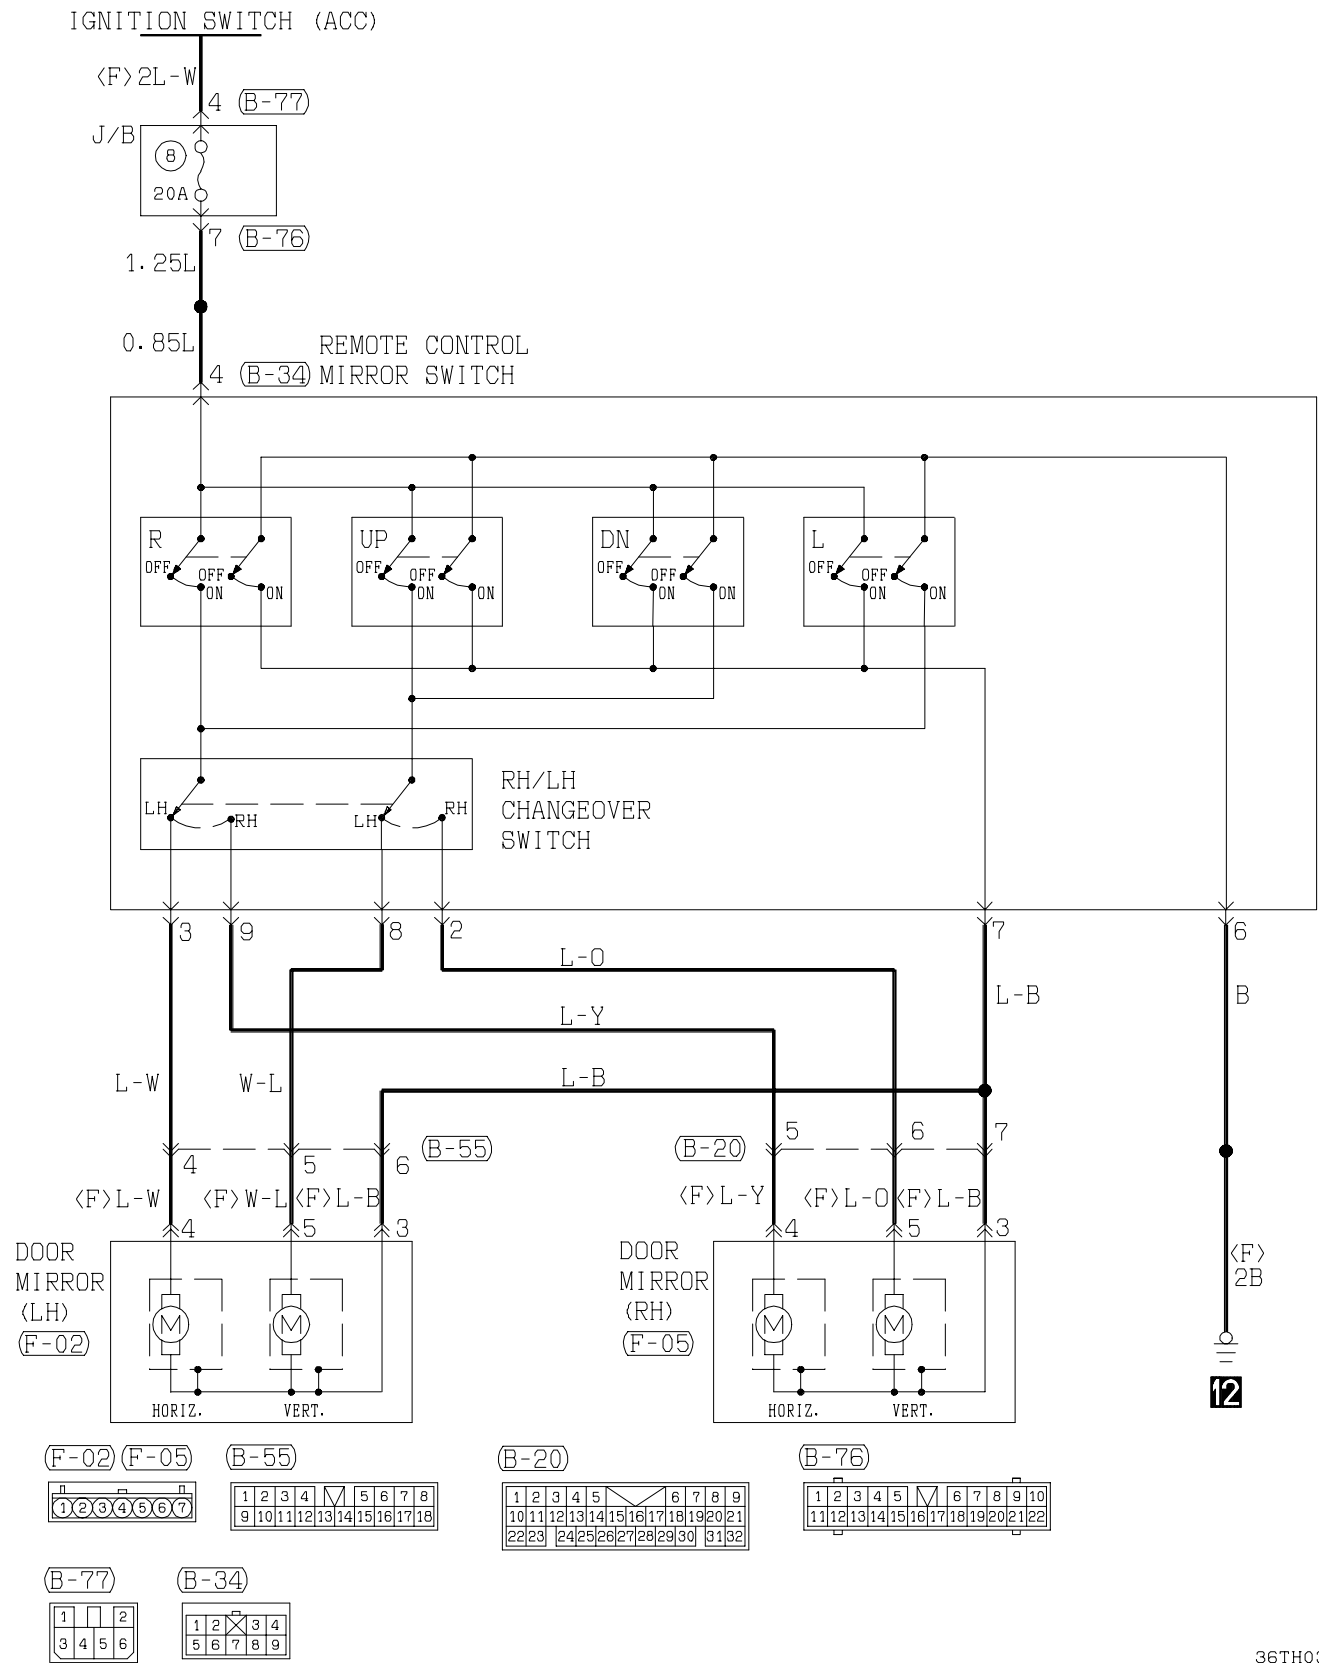 IGNITION SWITCH (ACC)
<F>2L-W
4 (B-77)
J/B
8
20A
7 (B-76)
1.25L
0.85L
REMOTE CONTROL
4 (B-34) MIRROR SWITCH
R UP DN L
OFF OFF OFF OFF OFF OFF OFF OFF
ON ON ON ON ON ON ON ON
RH/LH
CHANGEOVER
SWITCH
LH RH LH RH
3 9 8 2 7 6
L-O
L-B B
L-Y
L-W W-L L-B
5 6 7
(B-55) (B-20)
4 5 6
<F>L-W <F>W-L <F>L-B <F>L-Y <F>L-O <F>L-B
4 5 3 4 5 3
DOOR
MIRROR
(LH)
(F-02)
DOOR
MIRROR
(RH)
(F-05)
<F>
2B
M M M M
HORIZ. VERT. HORIZ. VERT.
12
(F-02) (F-05) (B-55) (B-20) (B-76)
1 2 3 4 5 6 7
1 2 3 4 5 6 7 8
9 10 11 12 13 14 15 16 17 18
1 2 3 4 5 6 7 8 9
10 11 12 13 14 15 16 17 18 19 20 21
22 23 24 25 26 27 28 29 30 31 32
1 2 3 4 5 6 7 8 9 10
11 12 13 14 15 16 17 18 19 20 21 22
(B-77) (B-34)
1 2
3 4 5 6
1 2 3 4
5 6 7 8 9
36TH03